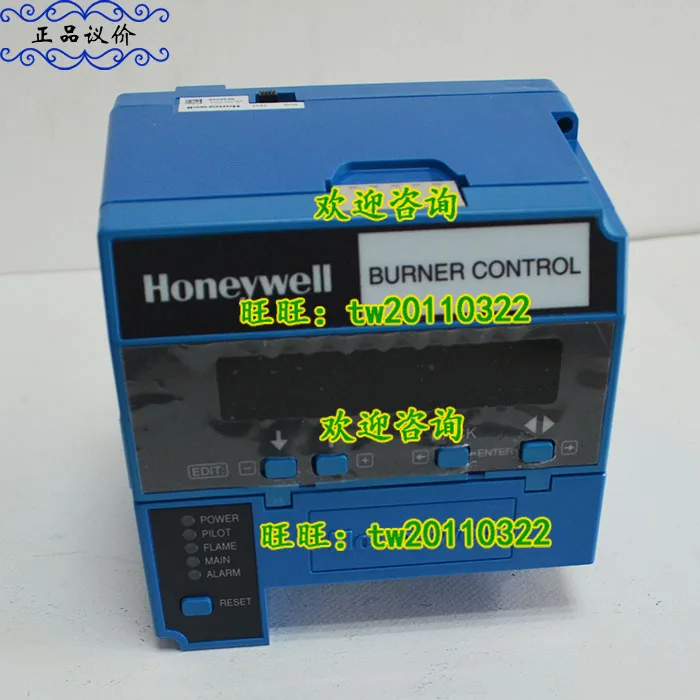 正品议价
欢迎咨询
Honeywell
BURNER CONTROL
旺旺：tw20110322
欢迎咨询
EDIT:
ENTER
POWER
PILOT
FLAME
MAIN
ALARM
旺旺：tw20110322
RESET